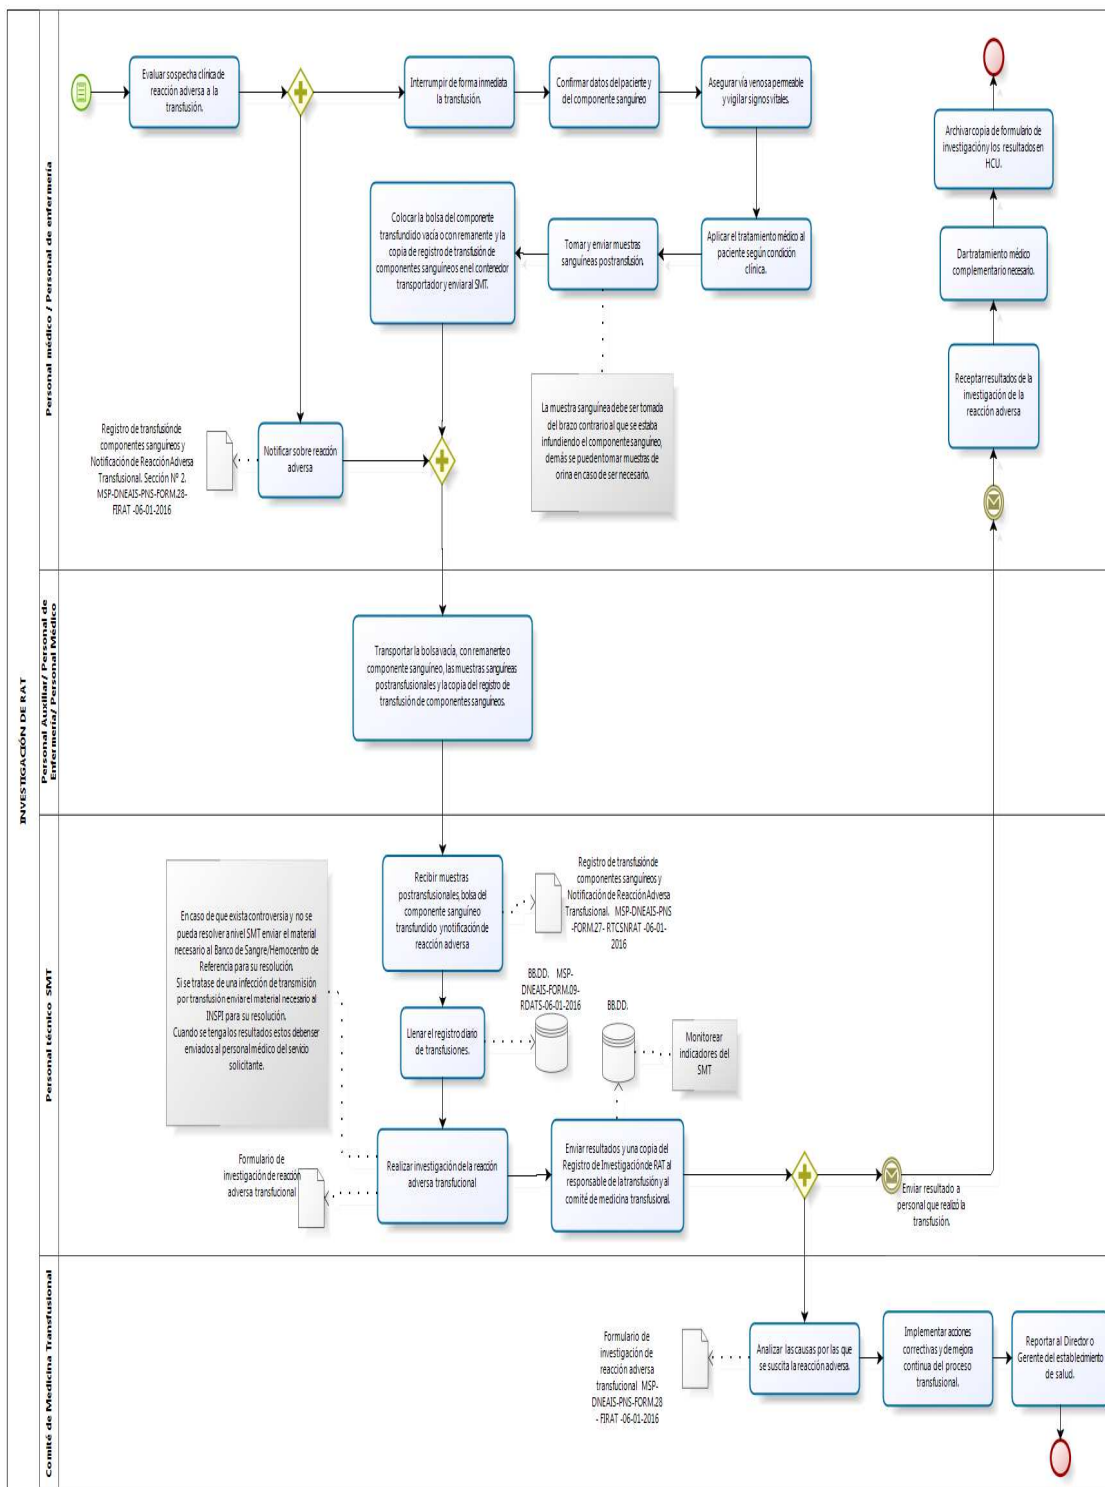 INVESTIGACIÓN DE RAT
Personal médico / Personal de enfermería
Evaluar sospecha clínica de
reacción adversa a la
transfusión.
Interrumpir de forma inmediata
la transfusión.
Confirmar datos del paciente y
del componente sanguíneo
Asegurar vía venosa permeable
y vigilar signos vitales.
Aplicar el tratamiento médico al
paciente según condición
clínica.
Tomar y enviar muestras
sanguíneas postransfusión.
Colocar la bolsa del componente
transfundido vacía o con remanente y la
copia de registro de transfusión de
componentes sanguíneos en el contenedor
transportador y enviar al SMT.
La muestra sanguínea debe ser tomada
del brazo contrario al que se estaba
infundiendo el componente sanguíneo,
demás se pueden tomar muestras de
orina en caso de ser necesario.
Registro de transfusión de
componentes sanguíneos y
Notificación de Reacción Adversa
Transfusional. Sección Nº 2.
MSP-DNEAIS-PNS-FORM.28-
FIRAT -06-01-2016
Notificar sobre reacción
adversa
Archivar copia de formulario de
investigación y los resultados en
HCU.
Dar tratamiento médico
complementario necesario.
Receptar resultados de la
investigación de la
reacción adversa
Personal Auxiliar/ Personal de
Enfermería/ Personal Médico
Transportar la bolsa vacía, con remanente o
componente sanguíneo, las muestras sanguíneas
postransfusionales y la copia del registro de
transfusión de componentes sanguíneos.
Personal técnico SMT
Recibir muestras
postransfusionales, bolsa del
componente sanguíneo
transfundido y notificación de
reacción adversa
Registro de transfusión de
componentes sanguíneos y
Notificación de Reacción Adversa
Transfusional. MSP-DNEAIS-PNS
-FORM.27- RTCSNRAT -06-01-
2016
En caso de que exista controversia y no se
pueda resolver a nivel SMT enviar el material
necesario al Banco de Sangre/Hemocentro de
Referencia para su resolución.
Si se tratase de una infección de transmisión
por transfusión enviar el material necesario al
INSPI para su resolución.
Cuando se tenga los resultados estos deben ser
enviados al personal médico del servicio
solicitante.
Llenar el registro diario
de transfusiones.
BB.DD. MSP-
DNEAIS-FORM.09-
RDATS-06-01-2016
BB.DD.
Monitorear
indicadores del
SMT
Formulario de
investigación de reacción
adversa transfucional
Realizar investigación de la reacción
adversa transfucional
Enviar resultados y una copia del
Registro de Investigación de RAT al
responsable de la transfusión y al
comité de medicina transfusional.
Enviar resultado a
personal que realizó la
transfusión.
Comité de Medicina Transfusional
Formulario de
investigación de
reacción adversa
transfucional MSP-
DNEAIS-PNS-FORM.28
- FIRAT -06-01-2016
Analizar las causas por las que
se suscita la reacción adversa.
Implementar acciones
correctivas y de mejora
continua del proceso
transfusional.
Reportar al Director o
Gerente del establecimiento
de salud.